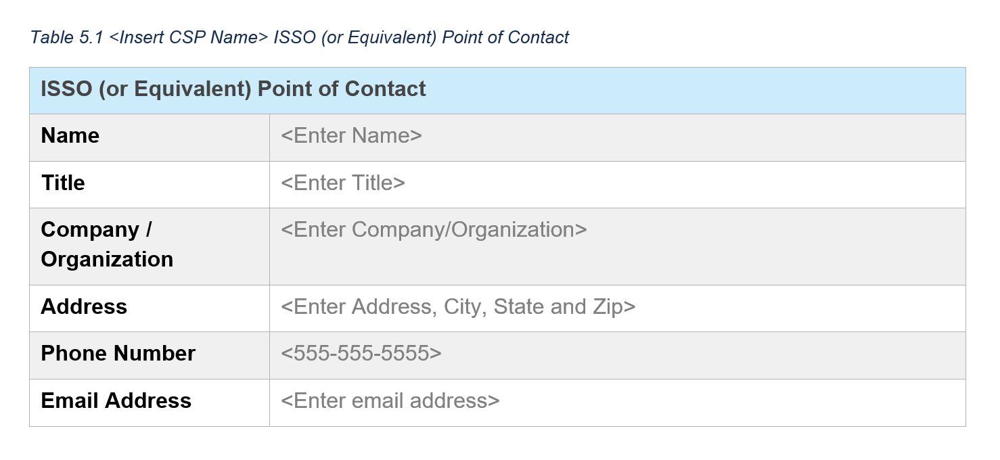 Table 5.1 <Insert CSP Name> ISSO (or Equivalent) Point of Contact
ISSO (or Equivalent) Point of Contact
Name <Enter Name>
Title <Enter Title>
Company / <Enter Company/Organization>
Organization
Address <Enter Address, City, State and Zip>
Phone Number <555-555-5555>
Email Address <Enter email address>